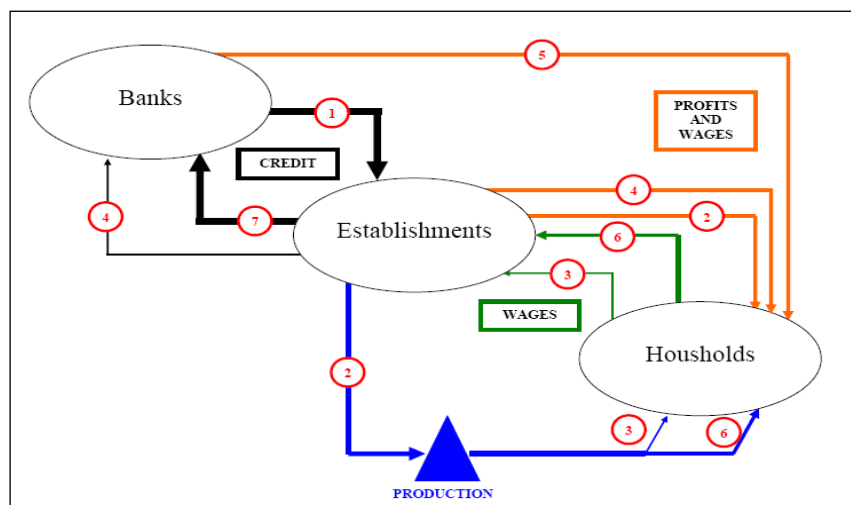 5
Banks
1
PROFITS
AND
WAGES
CREDIT
4
4
7
Establishments
2
6
3
WAGES
Housholds
2
3
6
PRODUCTION